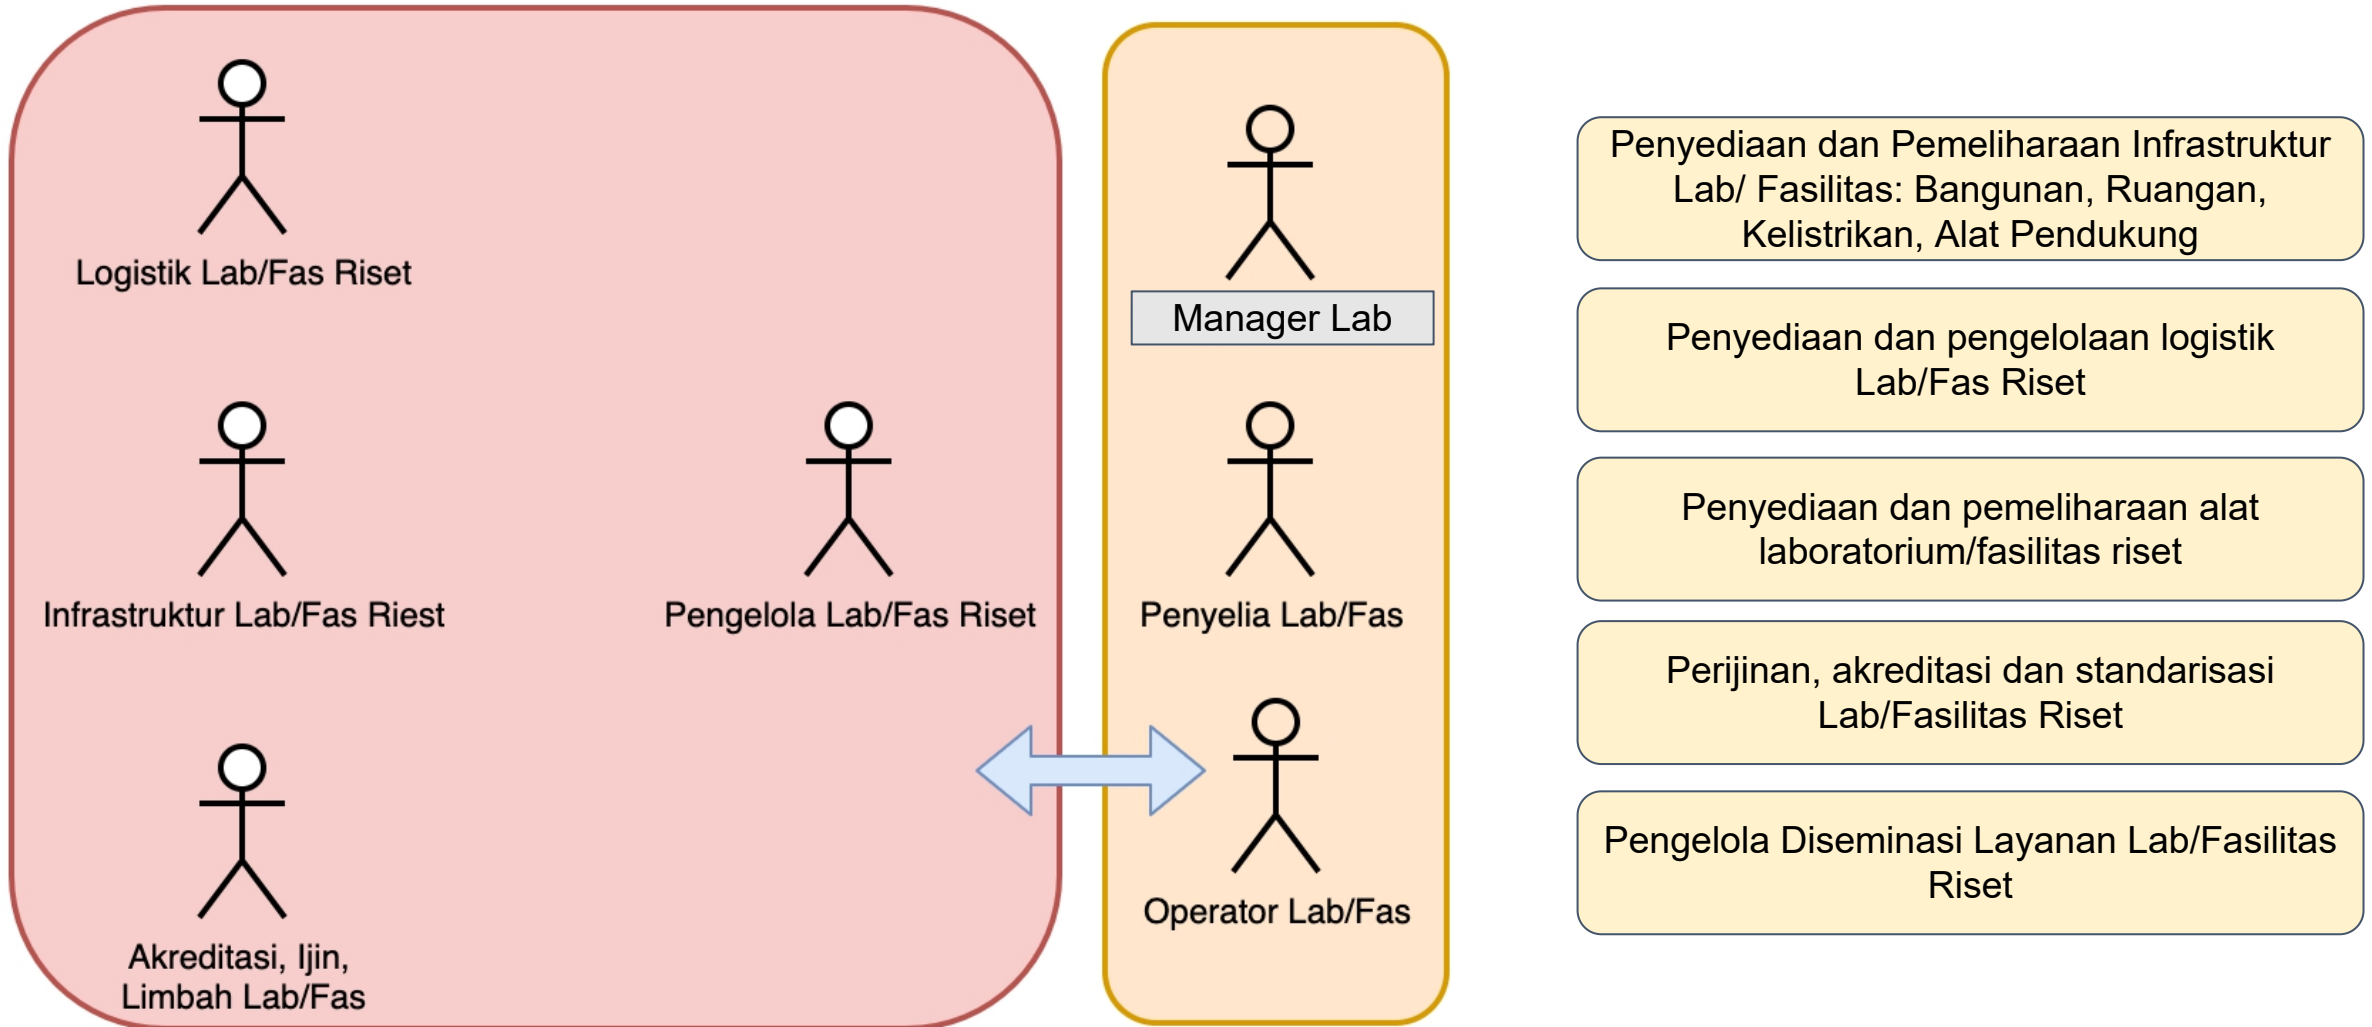 Logistik Lab/Fas Riset
Infrastruktur Lab/Fas Riest
Pengelola Lab/Fas Riset
Akreditasi, Ijin,
Limbah Lab/Fas
Manager Lab
Penyelia Lab/Fas
Operator Lab/Fas
Penyediaan dan Pemeliharaan Infrastruktur
Lab/ Fasilitas: Bangunan, Ruangan,
Kelistrikan, Alat Pendukung
Penyediaan dan pengelolaan logistik
Lab/Fas Riset
Penyediaan dan pemeliharaan alat
laboratorium/fasilitas riset
Perijinan, akreditasi dan standarisasi
Lab/Fasilitas Riset
Pengelola Diseminasi Layanan Lab/Fasilitas
Riset